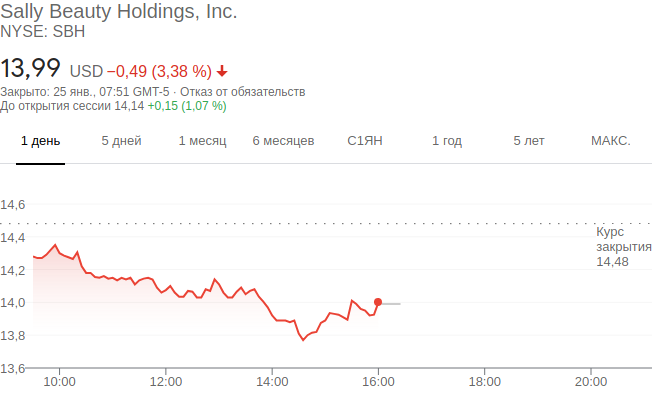 Sally Beauty Holdings, Inc.
NYSE: SBH
13,99 USD −0,49 (3,38 %)
Закрыто: 25 янв., 07:51 GMT-5 · Отказ от обязательств
До открытия сессии 14,14 +0,15 (1,07 %)
1 день 5 дней 1 месяц 6 месяцев С1ЯН 1 год 5 лет МАКС.
14,6
Курс
14,4
закрытия
14,48
14,2
14,0
13,8
13,6
10:00 12:00 14:00 16:00 18:00 20:00